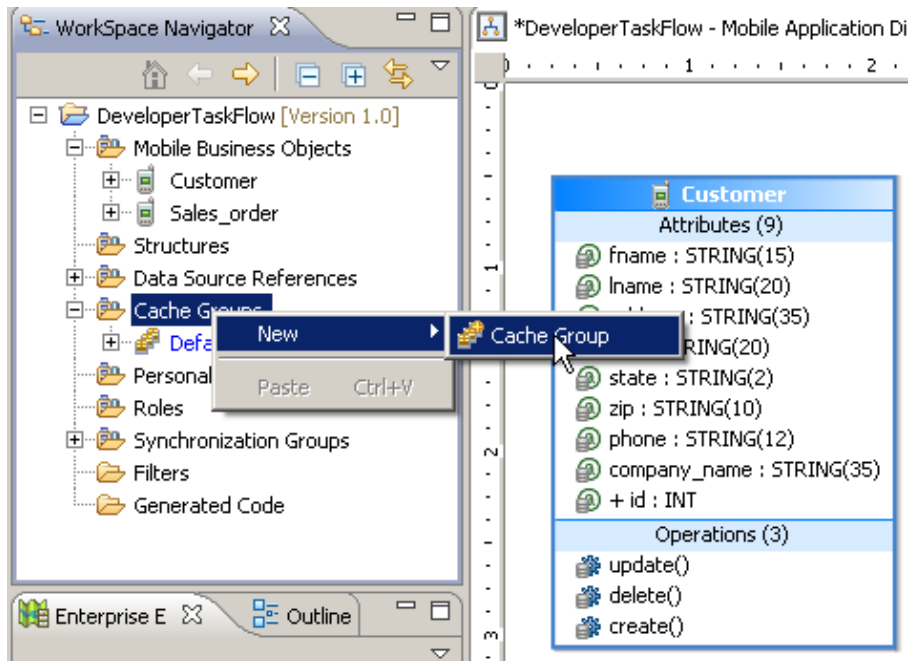 WorkSpace Navigator
*DeveloperTaskFlow - Mobile Application Di
1 2
DeveloperTaskFlow [Version 1.0]
Mobile Business Objects
Customer
Sales_order
Structures
Data Source References
Cache Groups
Defa
Personal
Roles
Synchronization Groups
Filters
Generated Code
New
Paste Ctrl+V
Cache Group
Customer
Attributes (9)
fname : STRING(15)
lname : STRING(20)
: STRING(35)
RING(20)
state : STRING(2)
zip : STRING(10)
phone : STRING(12)
company_name : STRING(35)
+ id : INT
Operations (3)
update()
delete()
create()
1
2
3
Enterprise E
Outline